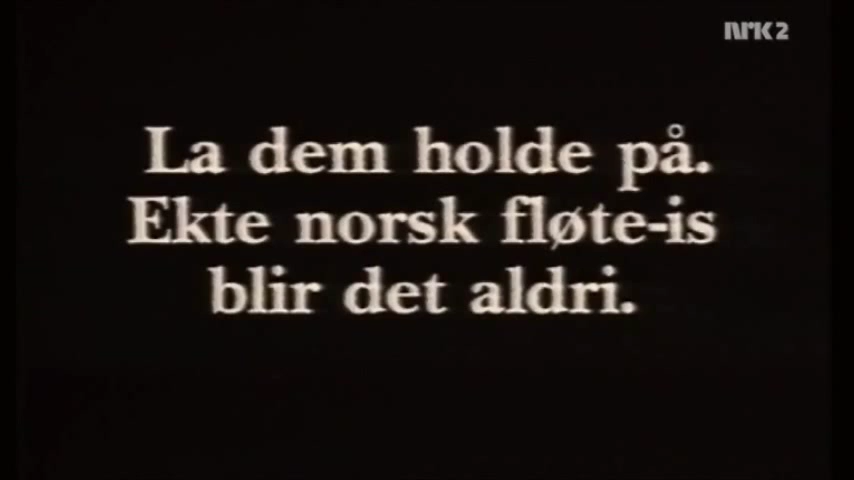 NRK2
La dem holde på.
Ekte norsk fløte-is
blir det aldri.